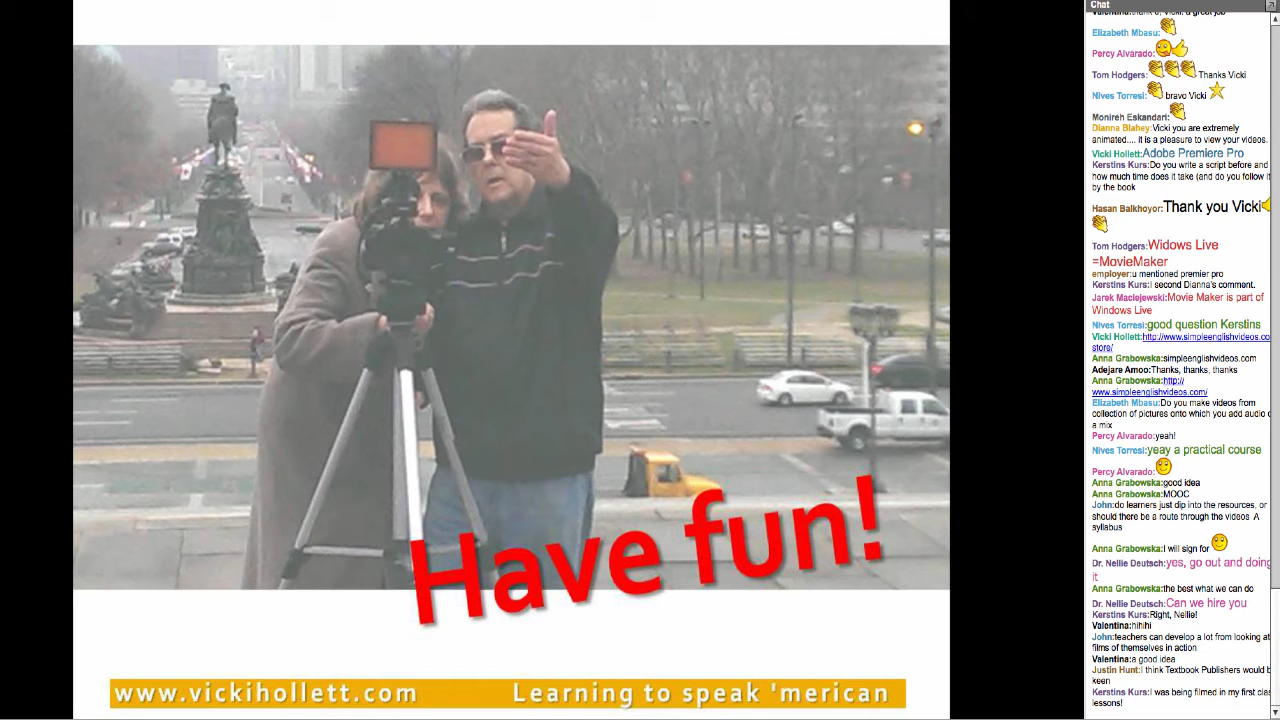 Have fun!
www.vickihollett.com
Learning to speak 'merican
Chat
Elizabeth Mbasu:
Percy Alvarado:
Tom Hodgers: Thanks Vicki
Nives Torresi: bravo Vicki
Monireh Eskandari:
Dianna Blahey:Vicki you are extremely
animated.... it is a pleasure to view your videos.
Vicki Hollett:Adobe Premiere Pro
Kerstins Kurs:Do you write a script before and
how much time does it take (and do you follow it
by the book
Hasan Balkhoyor:Thank you Vicki
Tom Hodgers:Widows Live
=MovieMaker
employer:u mentioned premier pro
Kerstins Kurs:I second Dianna's comment.
Jarek Maciejewski:Movie Maker is part of
Windows Live
Nives Torresi:good question Kerstins
Vicki Hollett:http://www.simpleenglishvideos.co
store/
Anna Grabowska:simpleenglishvideos.com
Adejare Amoo:Thanks, thanks, thanks
Anna Grabowska:http://
www.simpleenglishvideos.com/
Elizabeth Mbasu:Do you make videos from
collection of pictures onto which you add audio
a mix
Percy Alvarado:yeah!
Nives Torresi:yeay a practical course
Percy Alvarado:
Anna Grabowska:good idea
Anna Grabowska:MOOC
John:do learners just dip into the resources, or
should there be a route through the videos A
syllabus
Anna Grabowska:I will sign for
Dr. Nellie Deutsch:yes, go out and doing
it
Anna Grabowska:the best what we can do
Dr. Nellie Deutsch:Can we hire you
Kerstins Kurs:Right, Nellie!
Valentina:hihihi
John:teachers can develop a lot from looking at
films of themselves in action
Valentina:a good idea
Justin Hunt:I think Textbook Publishers would be
keen
Kerstins Kurs:I was being filmed in my first clas
lessons!